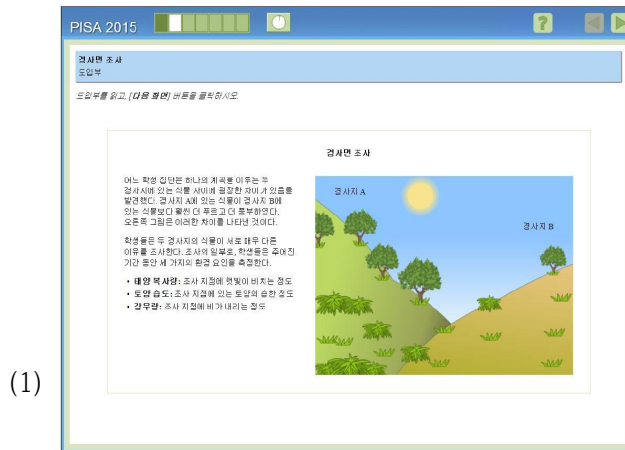 PISA 2015
?
경사면 조사
도입부
도입부를 읽고, [다음 화면] 버튼을 클릭하시오.
경사면 조사
어느 학생 집단은 하나의 계곡을 이루는 두
경사지에 있는 식물 사이에 굉장한 차이가 있음을
발견했다. 경사지 A에 있는 식물이 경사지 B에
있는 식물보다 훨씬 더 푸르고 더 풍부하였다.
오른쪽 그림은 이러한 차이를 나타낸 것이다.
학생들은 두 경사지의 식물이 서로 매우 다른
이유를 조사한다. 조사의 일부로, 학생들은 주어진
기간 동안 세 가지의 환경 요인을 측정한다.
• 태양 복사량: 조사 지점에 햇빛이 비치는 정도
• 토양 습도: 조사 지점에 있는 토양의 습한 정도
• 강우량: 조사 지점에 비가 내리는 정도
경사지 A
경사지 B
(1)